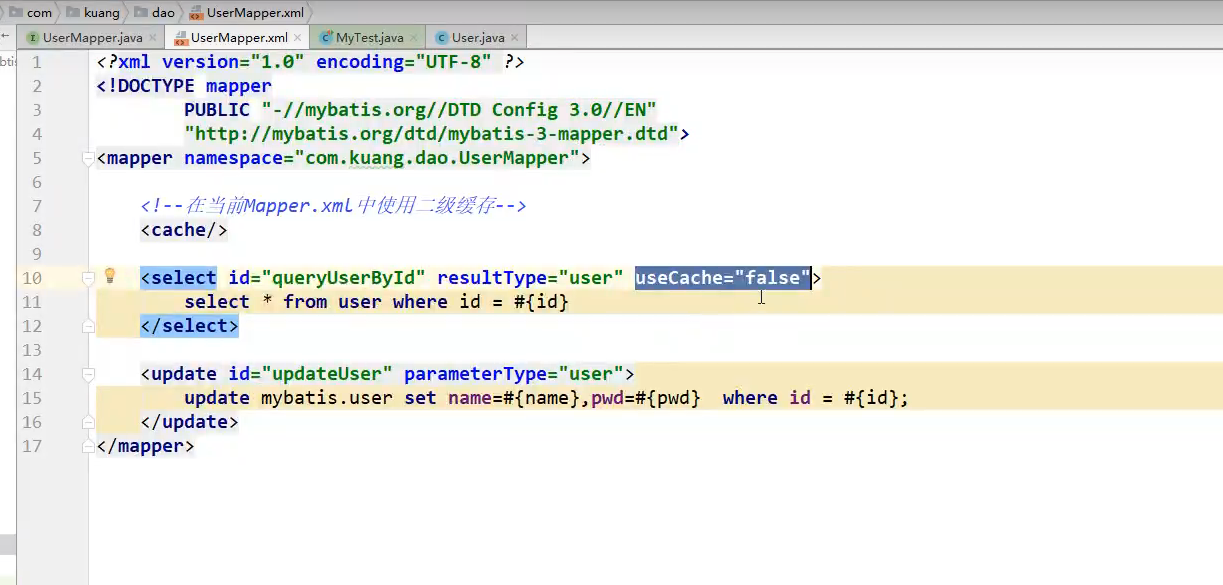 com kuang dao UserMapper.xml
UserMapper.java UserMapper.xml MyTest.java User.java
1 <?xml version="1.0" encoding="UTF-8" ?>
2 <!DOCTYPE mapper
3 PUBLIC "-//mybatis.org//DTD Config 3.0//EN"
4 "http://mybatis.org/dtd/mybatis-3-mapper.dtd">
5 <mapper namespace="com.kuang.dao.UserMapper">
6
7 <!--在当前Mapper.xml中使用二级缓存-->
8 <cache/>
9
10 <select id="queryUserById" resultType="user" useCache="false">
11 select * from user where id = #{id}
12 </select>
13
14 <update id="updateUser" parameterType="user">
15 update mybatis.user set name=#{name},pwd=#{pwd}  where id = #{id};
16 </update>
17 </mapper>